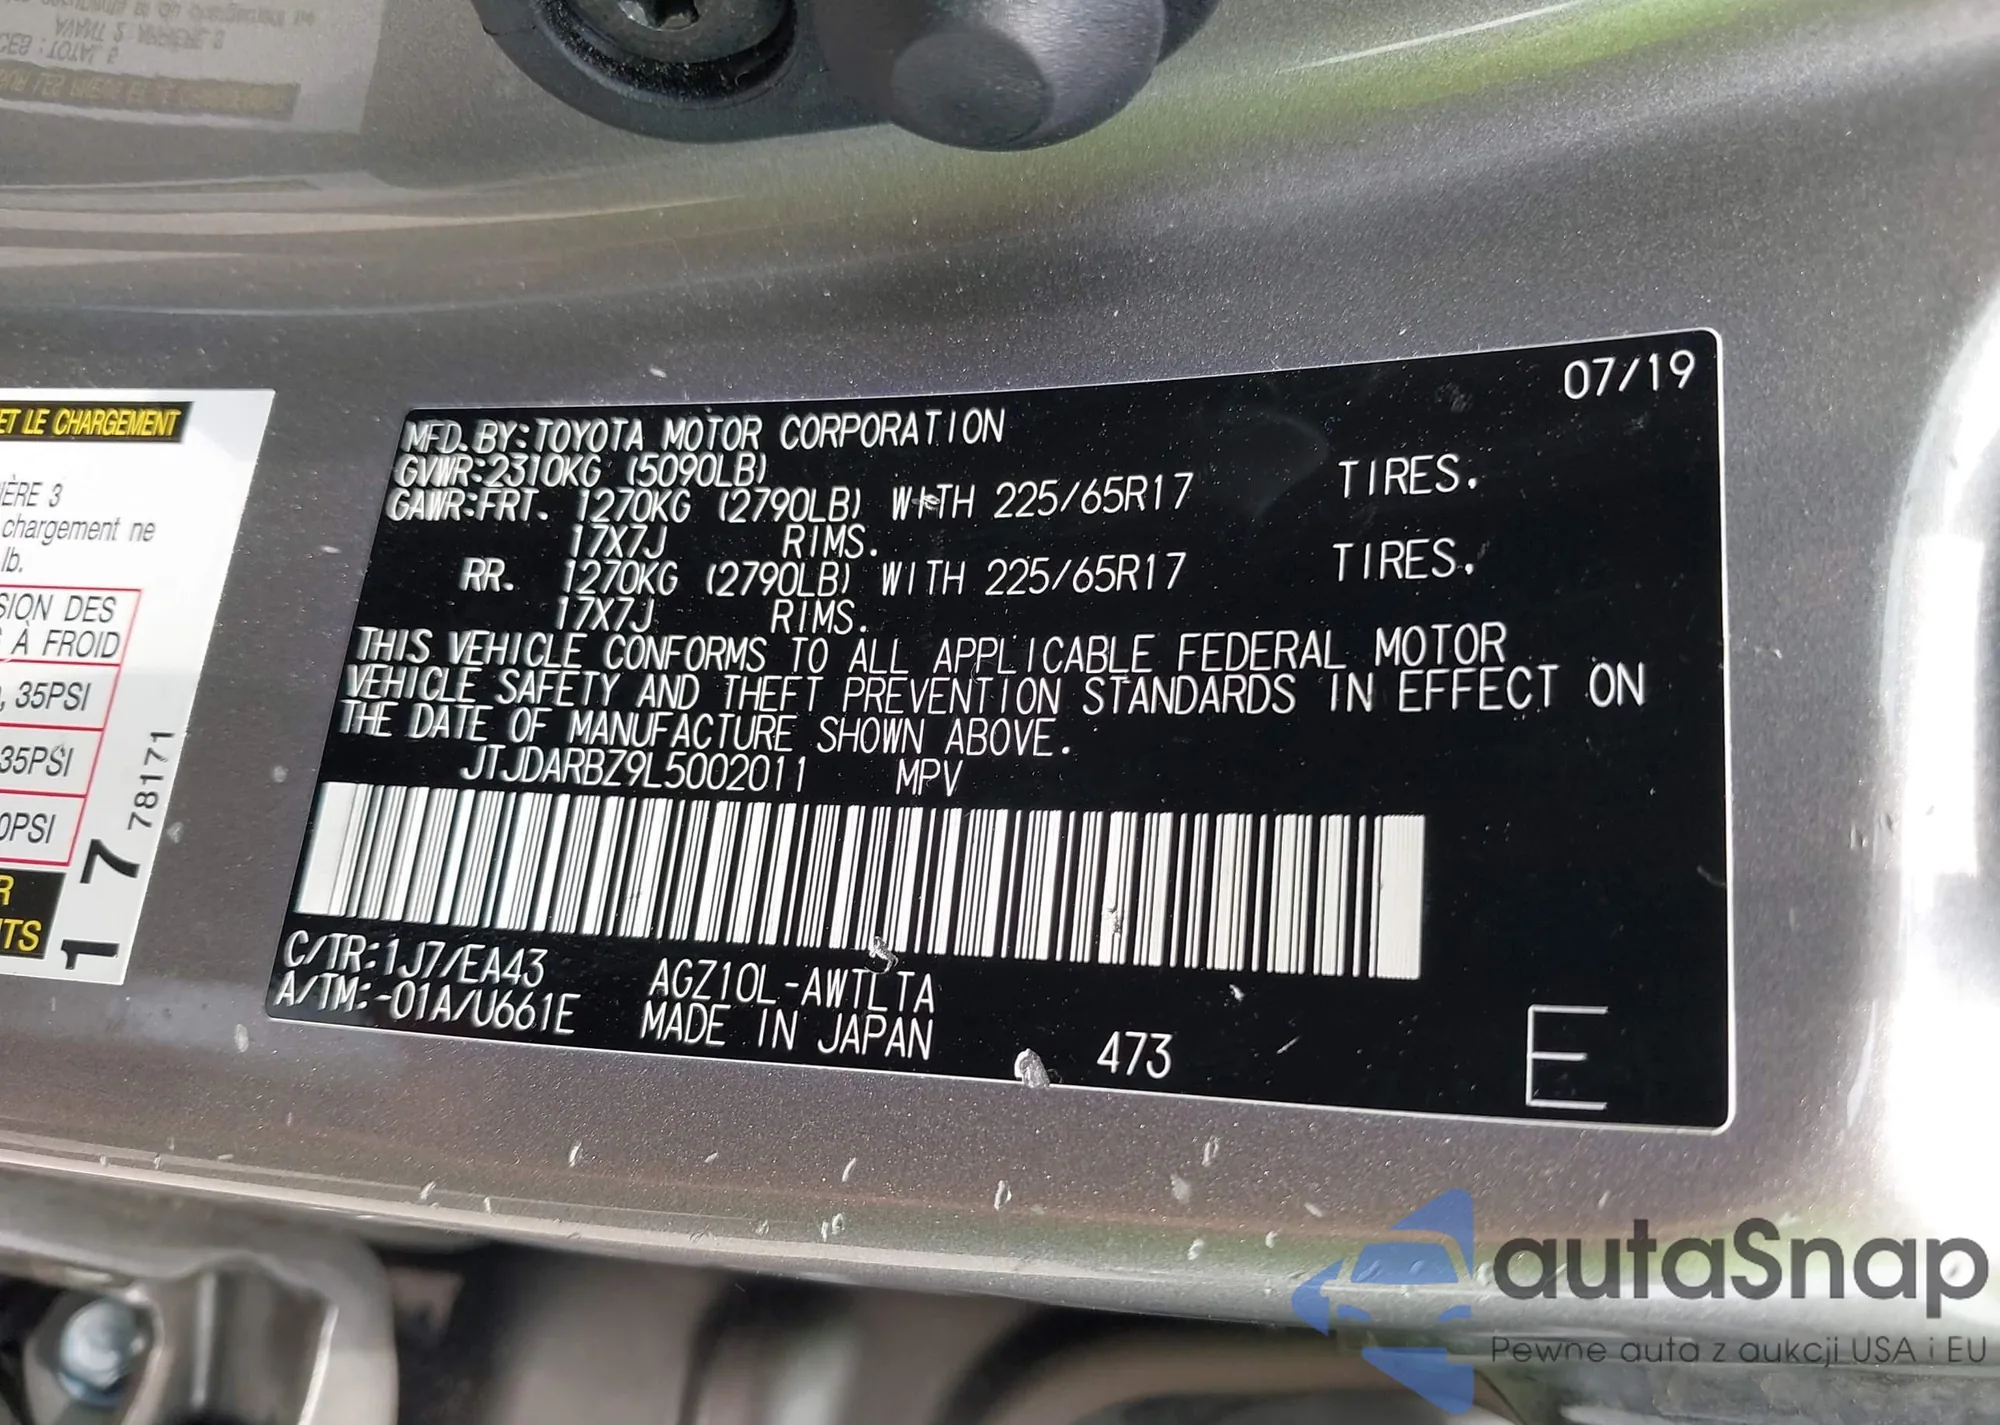 ET LE CHARGEMENT
IÈRE 3
chargement ne
lb.
SION DES
À FROID
, 35PSI
35PSI
0PSI
R
NTS
17
78171
07/19
MFD. BY: TOYOTA MOTOR CORPORATION
GVWR: 2310KG (5090LB)
GAWR: FRT. 1270KG (2790LB) WITH 225/65R17 TIRES.
17X7J RIMS.
RR. 1270KG (2790LB) WITH 225/65R17 TIRES.
17X7J RIMS.
THIS VEHICLE CONFORMS TO ALL APPLICABLE FEDERAL MOTOR
VEHICLE SAFETY AND THEFT PREVENTION STANDARDS IN EFFECT ON
THE DATE OF MANUFACTURE SHOWN ABOVE.
JTJDARBZ9L5002011 MPV
C/TR: 1J7/EA43 AGZ10L-AWTLTA
A/TM: -01A/U661E MADE IN JAPAN 473
E
autaSnap
Pewne auta z aukcji USA i EU